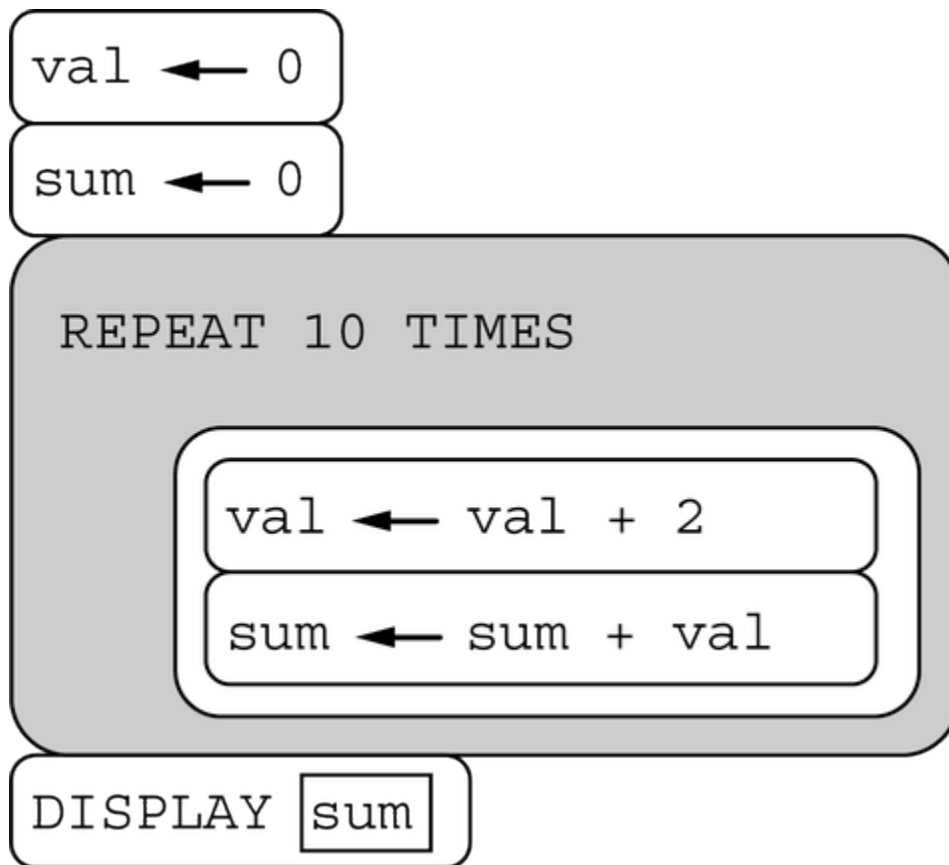 val ← 0
sum ← 0
REPEAT 10 TIMES
val ← val + 2
sum ← sum + val
DISPLAY sum